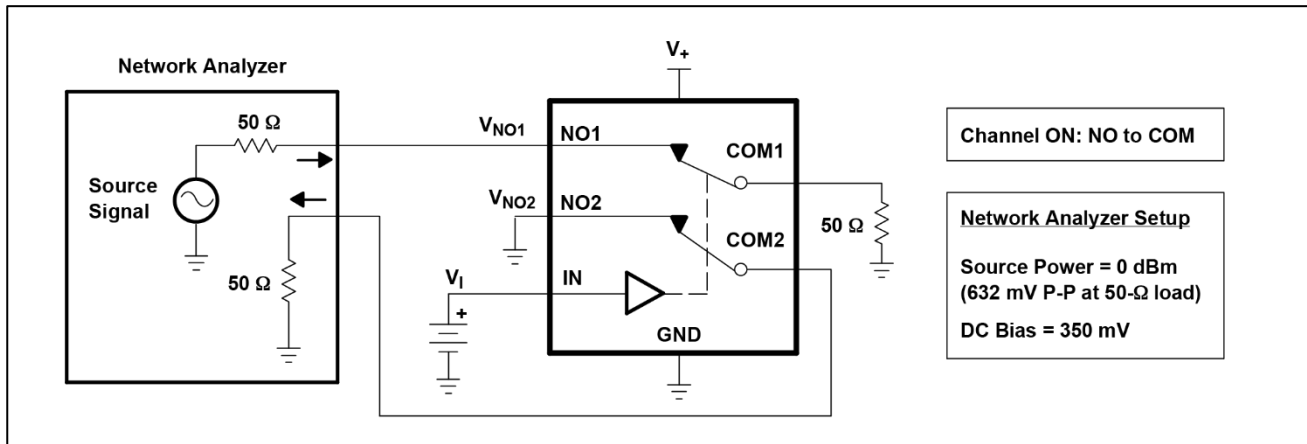 V+
Network Analyzer
50 Ω
Source
Signal
50 Ω
VNO1
NO1
COM1
VNO2
NO2
COM2
50 Ω
VI
+
IN
GND
Channel ON: NO to COM
Network Analyzer Setup
Source Power = 0 dBm
(632 mV P-P at 50-Ω load)
DC Bias = 350 mV